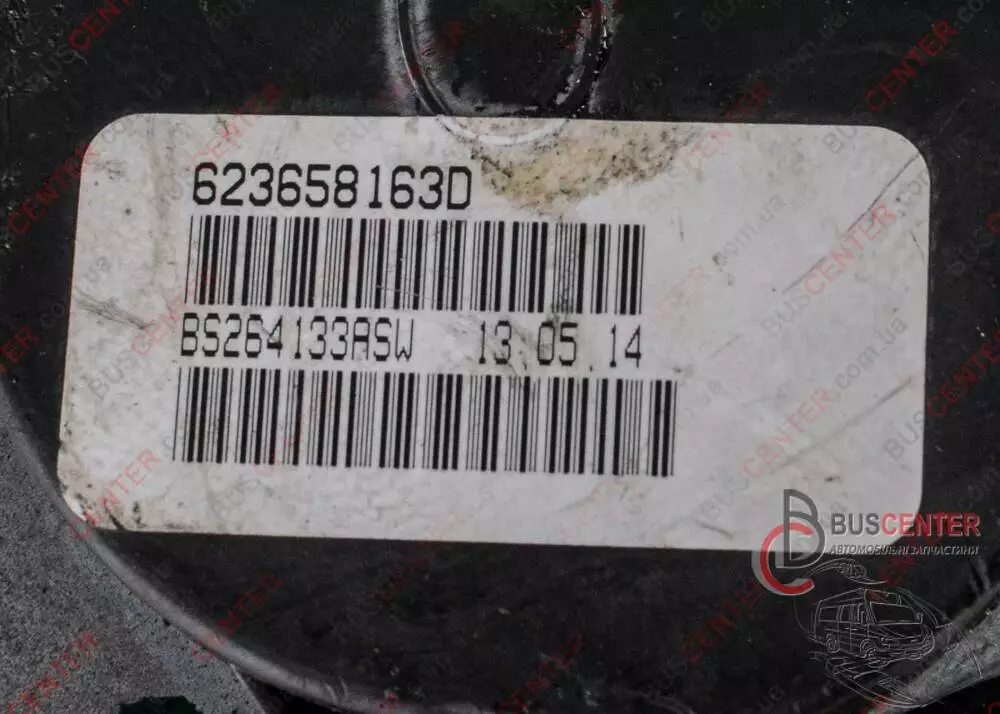 623658163D
BS264133ASW 13.05.14
BUSCENTER
АВТОМОБІЛЬНІ ЗАПЧАСТИНИ